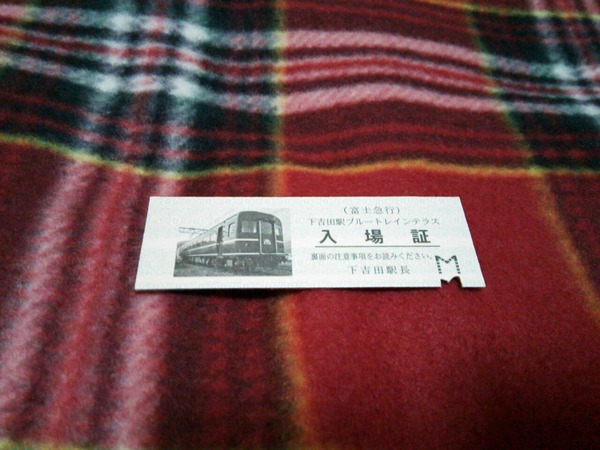 (富士急行)
下吉田駅ブルートレインテラス
入場証
裏面の注意事項をお読みください。
下吉田駅長